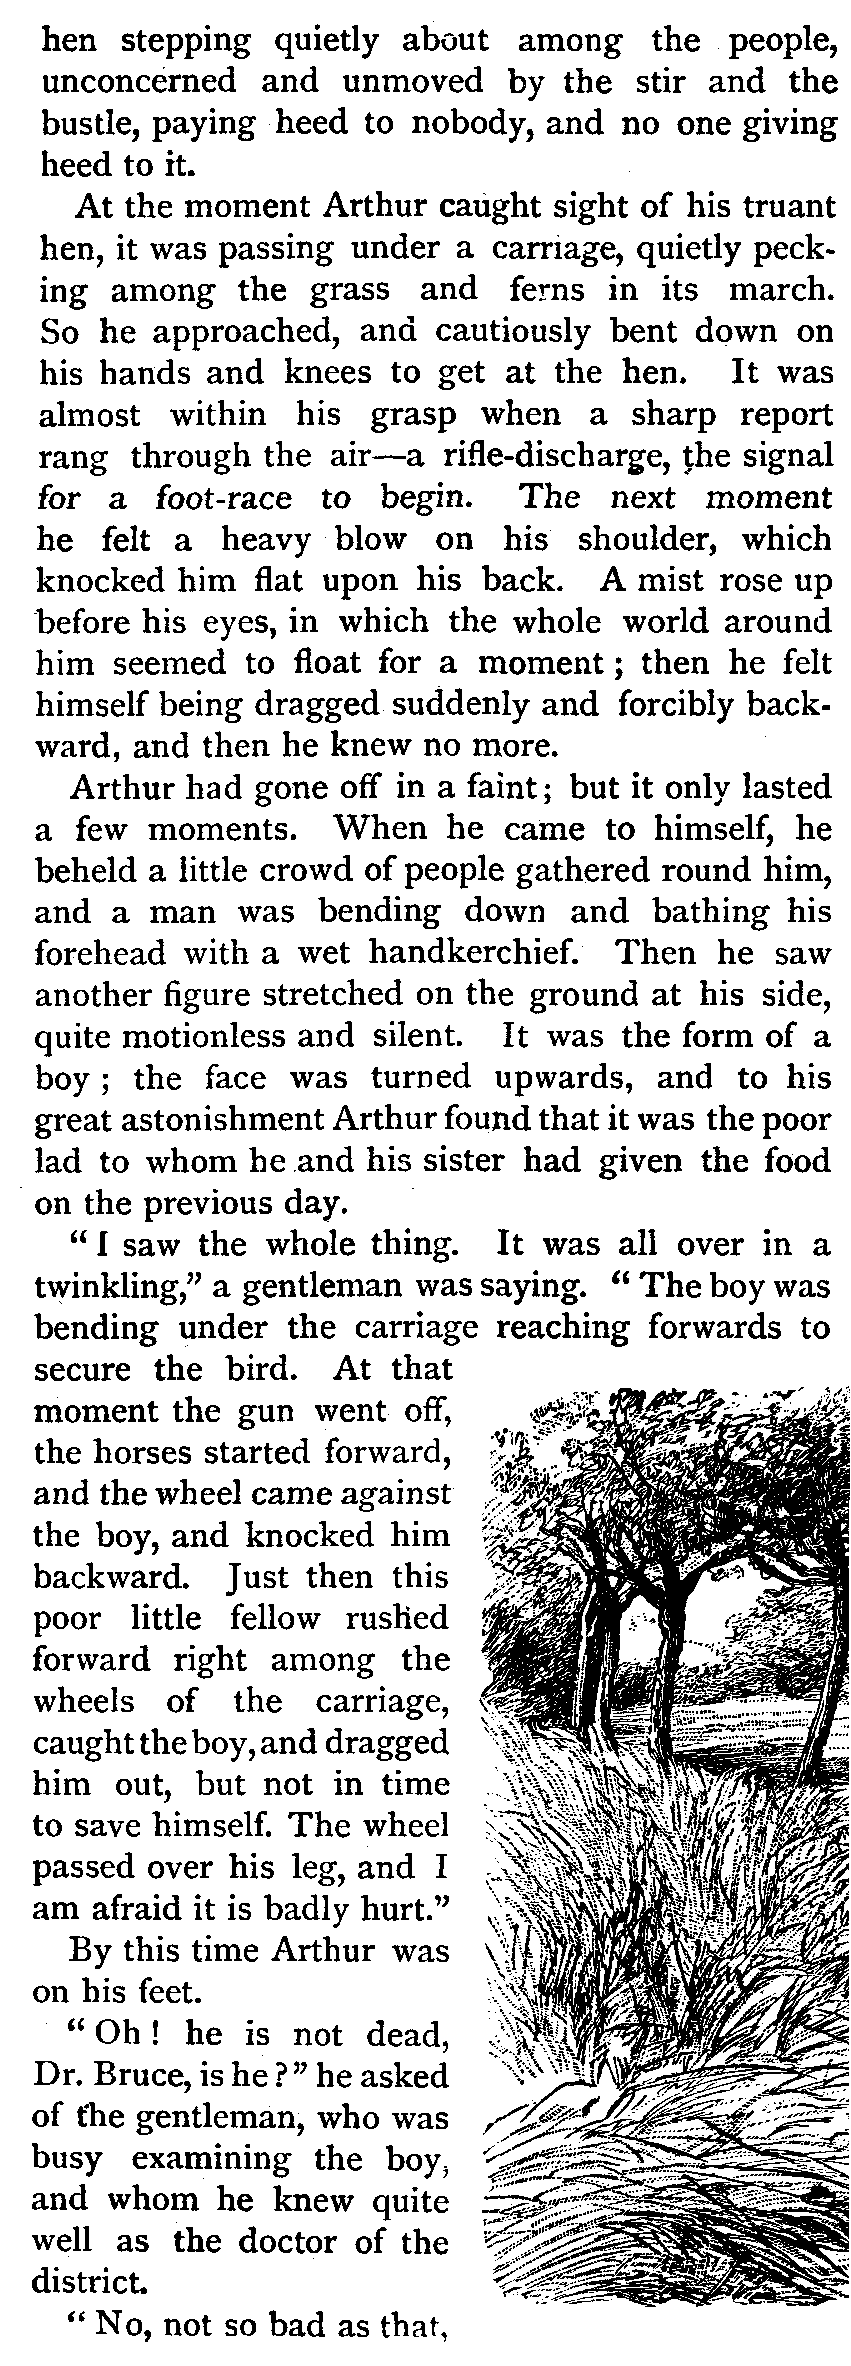 hen stepping quietly about among the people,
unconcerned and unmoved by the stir and the
bustle, paying heed to nobody, and no one giving
heed to it.
At the moment Arthur caught sight of his truant
hen, it was passing under a carriage, quietly peck-
ing among the grass and ferns in its march.
So he approached, and cautiously bent down on
his hands and knees to get at the hen. It was
almost within his grasp when a sharp report
rang through the air—a rifle-discharge, the signal
for a foot-race to begin. The next moment
he felt a heavy blow on his shoulder, which
knocked him flat upon his back. A mist rose up
before his eyes, in which the whole world around
him seemed to float for a moment ; then he felt
himself being dragged suddenly and forcibly back-
ward, and then he knew no more.
Arthur had gone off in a faint ; but it only lasted
a few moments. When he came to himself, he
beheld a little crowd of people gathered round him,
and a man was bending down and bathing his
forehead with a wet handkerchief. Then he saw
another figure stretched on the ground at his side,
quite motionless and silent. It was the form of a
boy ; the face was turned upwards, and to his
great astonishment Arthur found that it was the poor
lad to whom he and his sister had given the food
on the previous day.
“ I saw the whole thing. It was all over in a
twinkling,” a gentleman was saying. “ The boy was
bending under the carriage reaching forwards to
secure the bird. At that
moment the gun went off,
the horses started forward,
and the wheel came against
the boy, and knocked him
backward. Just then this
poor little fellow rushed
forward right among the
wheels of the carriage,
caught the boy, and dragged
him out, but not in time
to save himself. The wheel
passed over his leg, and I
am afraid it is badly hurt.”
By this time Arthur was
on his feet.
“ Oh ! he is not dead,
Dr. Bruce, is he ? ” he asked
of the gentleman, who was
busy examining the boy,
and whom he knew quite
well as the doctor of the
district.
“ No, not so bad as that,